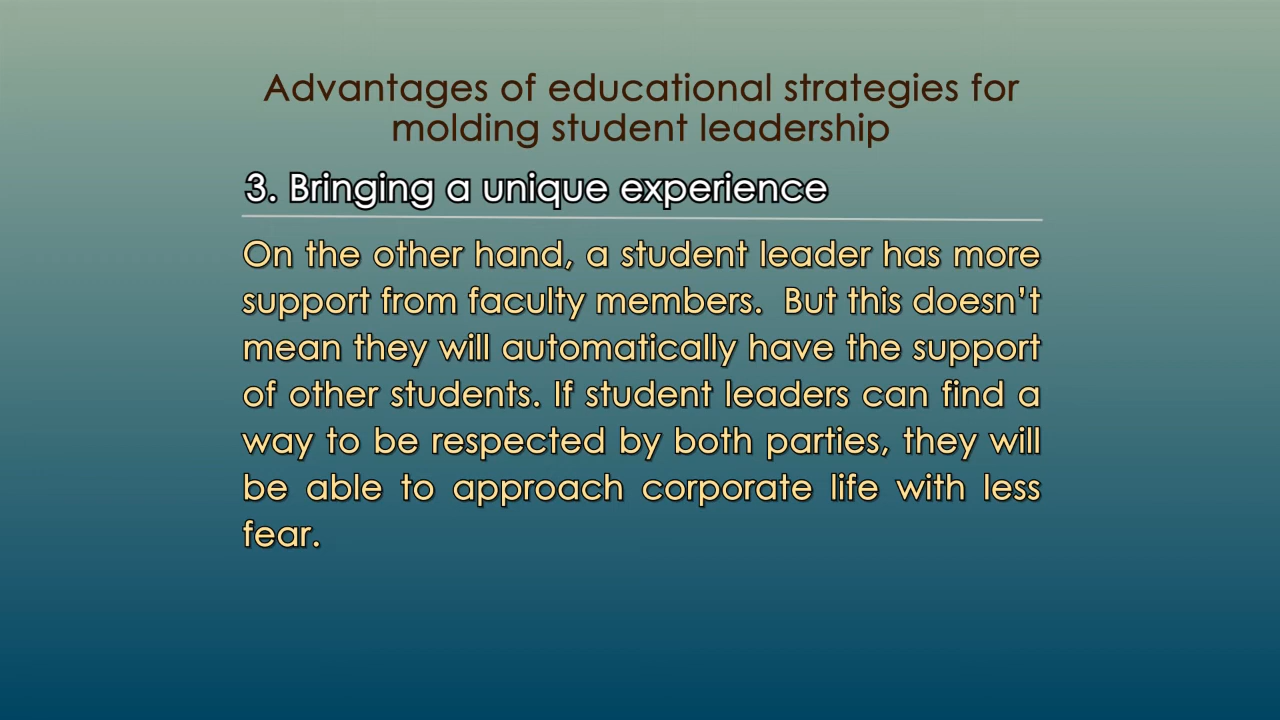 Advantages of educational strategies for
molding student leadership
3. Bringing a unique experience
On the other hand, a student leader has more
support from faculty members.  But this doesn't
mean they will automatically have the support
of other students. If student leaders can find a
way to be respected by both parties, they will
be able to approach corporate life with less
fear.